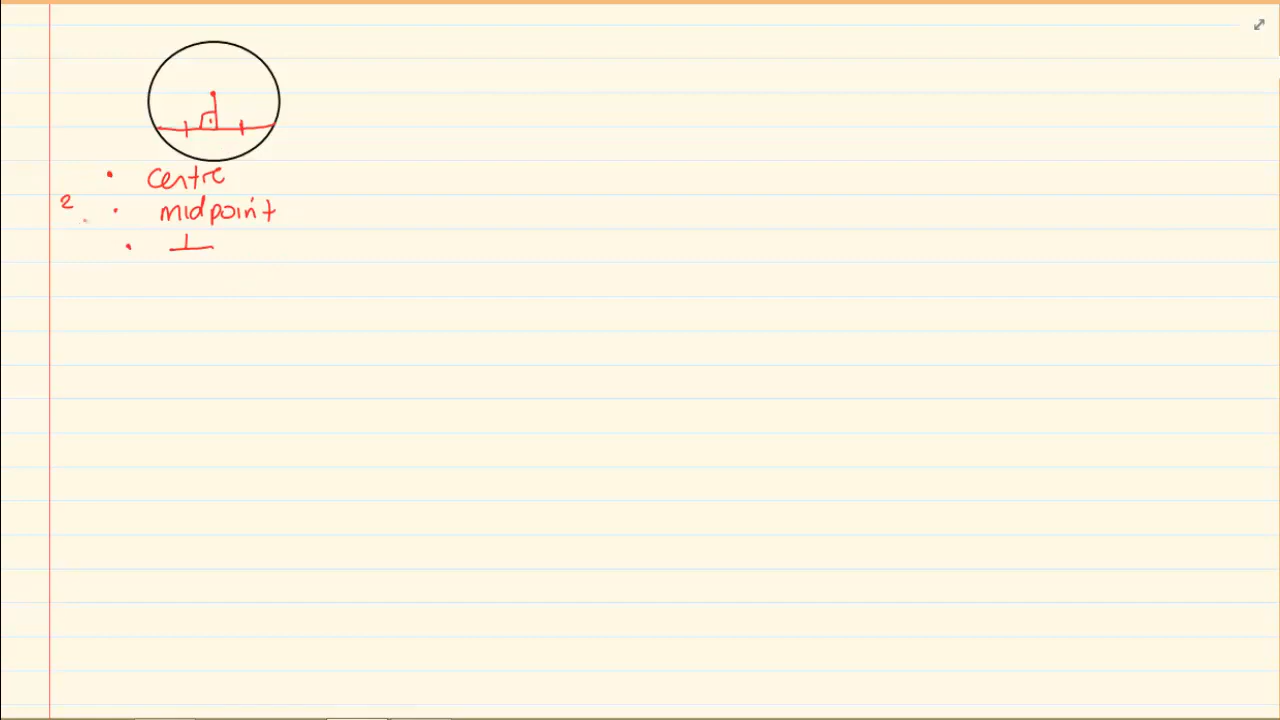 • centre
2 • midpoint
• ⊥